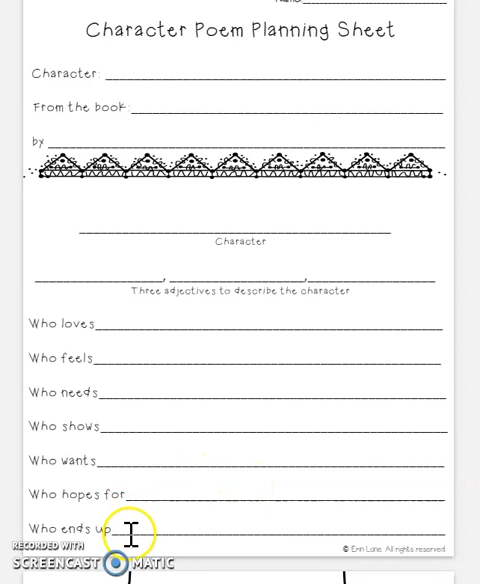 Character Poem Planning Sheet
Character:
From the book:
by
Character
, ,
Three adjectives to describe the character
Who loves
Who feels
Who needs
Who shows
Who wants
Who hopes for
Who ends up
RECORDED WITH
SCREENCAST MATIC
© Erin Lane. All rights reserved.